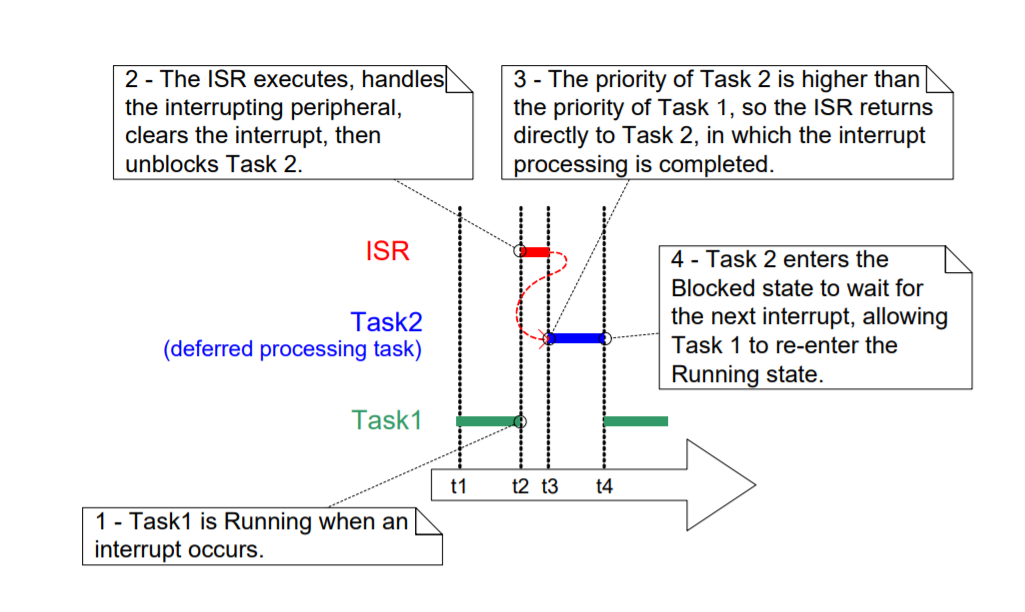 2 - The ISR executes, handles
the interrupting peripheral,
clears the interrupt, then
unblocks Task 2.
3 - The priority of Task 2 is higher than
the priority of Task 1, so the ISR returns
directly to Task 2, in which the interrupt
processing is completed.
ISR
4 - Task 2 enters the
Blocked state to wait for
the next interrupt, allowing
Task 1 to re-enter the
Running state.
Task2
(deferred processing task)
Task1
t1 t2 t3 t4
1 - Task1 is Running when an
interrupt occurs.